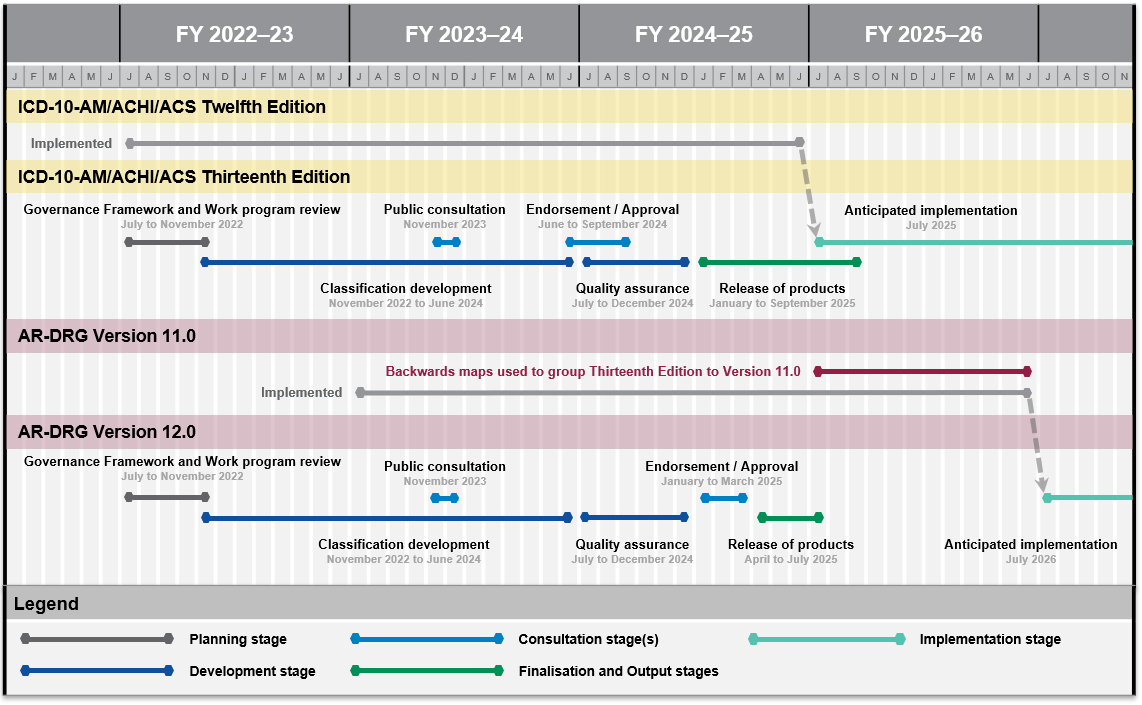 FY 2022–23 FY 2023–24 FY 2024–25 FY 2025–26
J F M A M J J A S O N D J F M A M J J A S O N D J F M A M J J A S O N D J F M A M J J A S O N D J F M A M J J A S O N
ICD-10-AM/ACHI/ACS Twelfth Edition
Implemented
ICD-10-AM/ACHI/ACS Thirteenth Edition
Governance Framework and Work program review
July to November 2022
Public consultation
November 2023
Endorsement / Approval
June to September 2024
Anticipated implementation
July 2025
Classification development
November 2022 to June 2024
Quality assurance
July to December 2024
Release of products
January to September 2025
AR-DRG Version 11.0
Backwards maps used to group Thirteenth Edition to Version 11.0
Implemented
AR-DRG Version 12.0
Governance Framework and Work program review
July to November 2022
Public consultation
November 2023
Endorsement / Approval
January to March 2025
Classification development
November 2022 to June 2024
Quality assurance
July to December 2024
Release of products
April to July 2025
Anticipated implementation
July 2026
Legend
Planning stage
Consultation stage(s)
Implementation stage
Development stage
Finalisation and Output stages